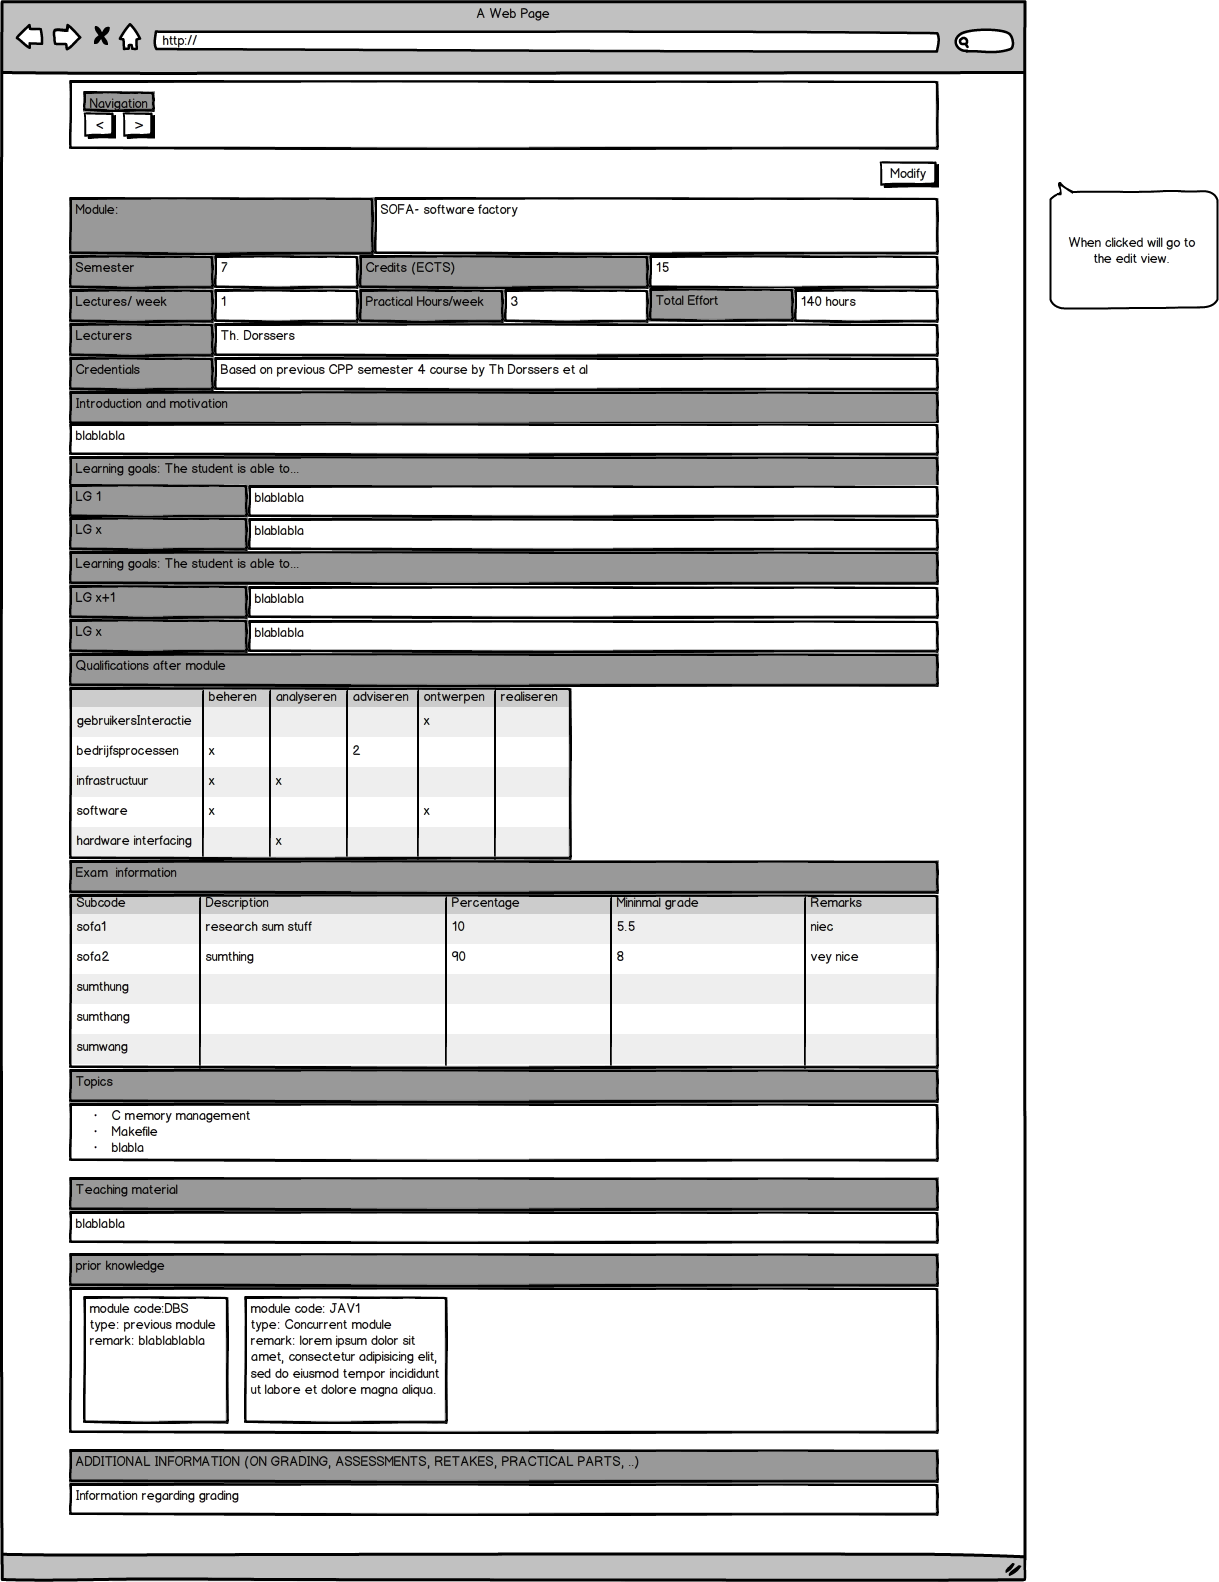 A Web Page
http://
Navigation
< >
Modify
When clicked will go to
the edit view.
Module: SOFA- software factory
Semester 7 Credits (ECTS) 15
Lectures/ week 1 Practical Hours/week 3 Total Effort 140 hours
Lecturers Th. Dorssers
Credentials Based on previous CPP semester 4 course by Th Dorssers et al
Introduction and motivation
blablabla
Learning goals: The student is able to...
LG 1 blablabla
LG x blablabla
Learning goals: The student is able to...
LG x+1 blablabla
LG x blablabla
Qualifications after module
beheren analyseren adviseren ontwerpen realiseren
gebruikersInteractie x
bedrijfsprocessen x 2
infrastructuur x x
software x x
hardware interfacing x
Exam information
Subcode Description Percentage Mininmal grade Remarks
sofa1 research sum stuff 10 5.5 niec
sofa2 sumthing 90 8 vey nice
sumthung
sumthang
sumwang
Topics
· C memory management
· Makefile
· blabla
Teaching material
blablabla
prior knowledge
module code:DBS
type: previous module
remark: blablablabla
module code: JAV1
type: Concurrent module
remark: lorem ipsum dolor sit
amet, consectetur adipisicing elit,
sed do eiusmod tempor incididunt
ut labore et dolore magna aliqua.
ADDITIONAL INFORMATION (ON GRADING, ASSESSMENTS, RETAKES, PRACTICAL PARTS, ..)
Information regarding grading